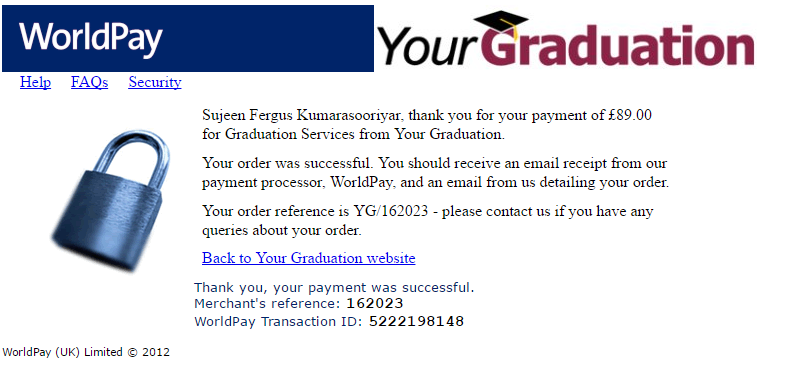 WorldPay
YourGraduation
Help FAQs Security
Sujeen Fergus Kumarasooriyar, thank you for your payment of £89.00
for Graduation Services from Your Graduation.
Your order was successful. You should receive an email receipt from our
payment processor, WorldPay, and an email from us detailing your order.
Your order reference is YG/162023 - please contact us if you have any
queries about your order.
Back to Your Graduation website
Thank you, your payment was successful.
Merchant's reference: 162023
WorldPay Transaction ID: 5222198148
WorldPay (UK) Limited © 2012